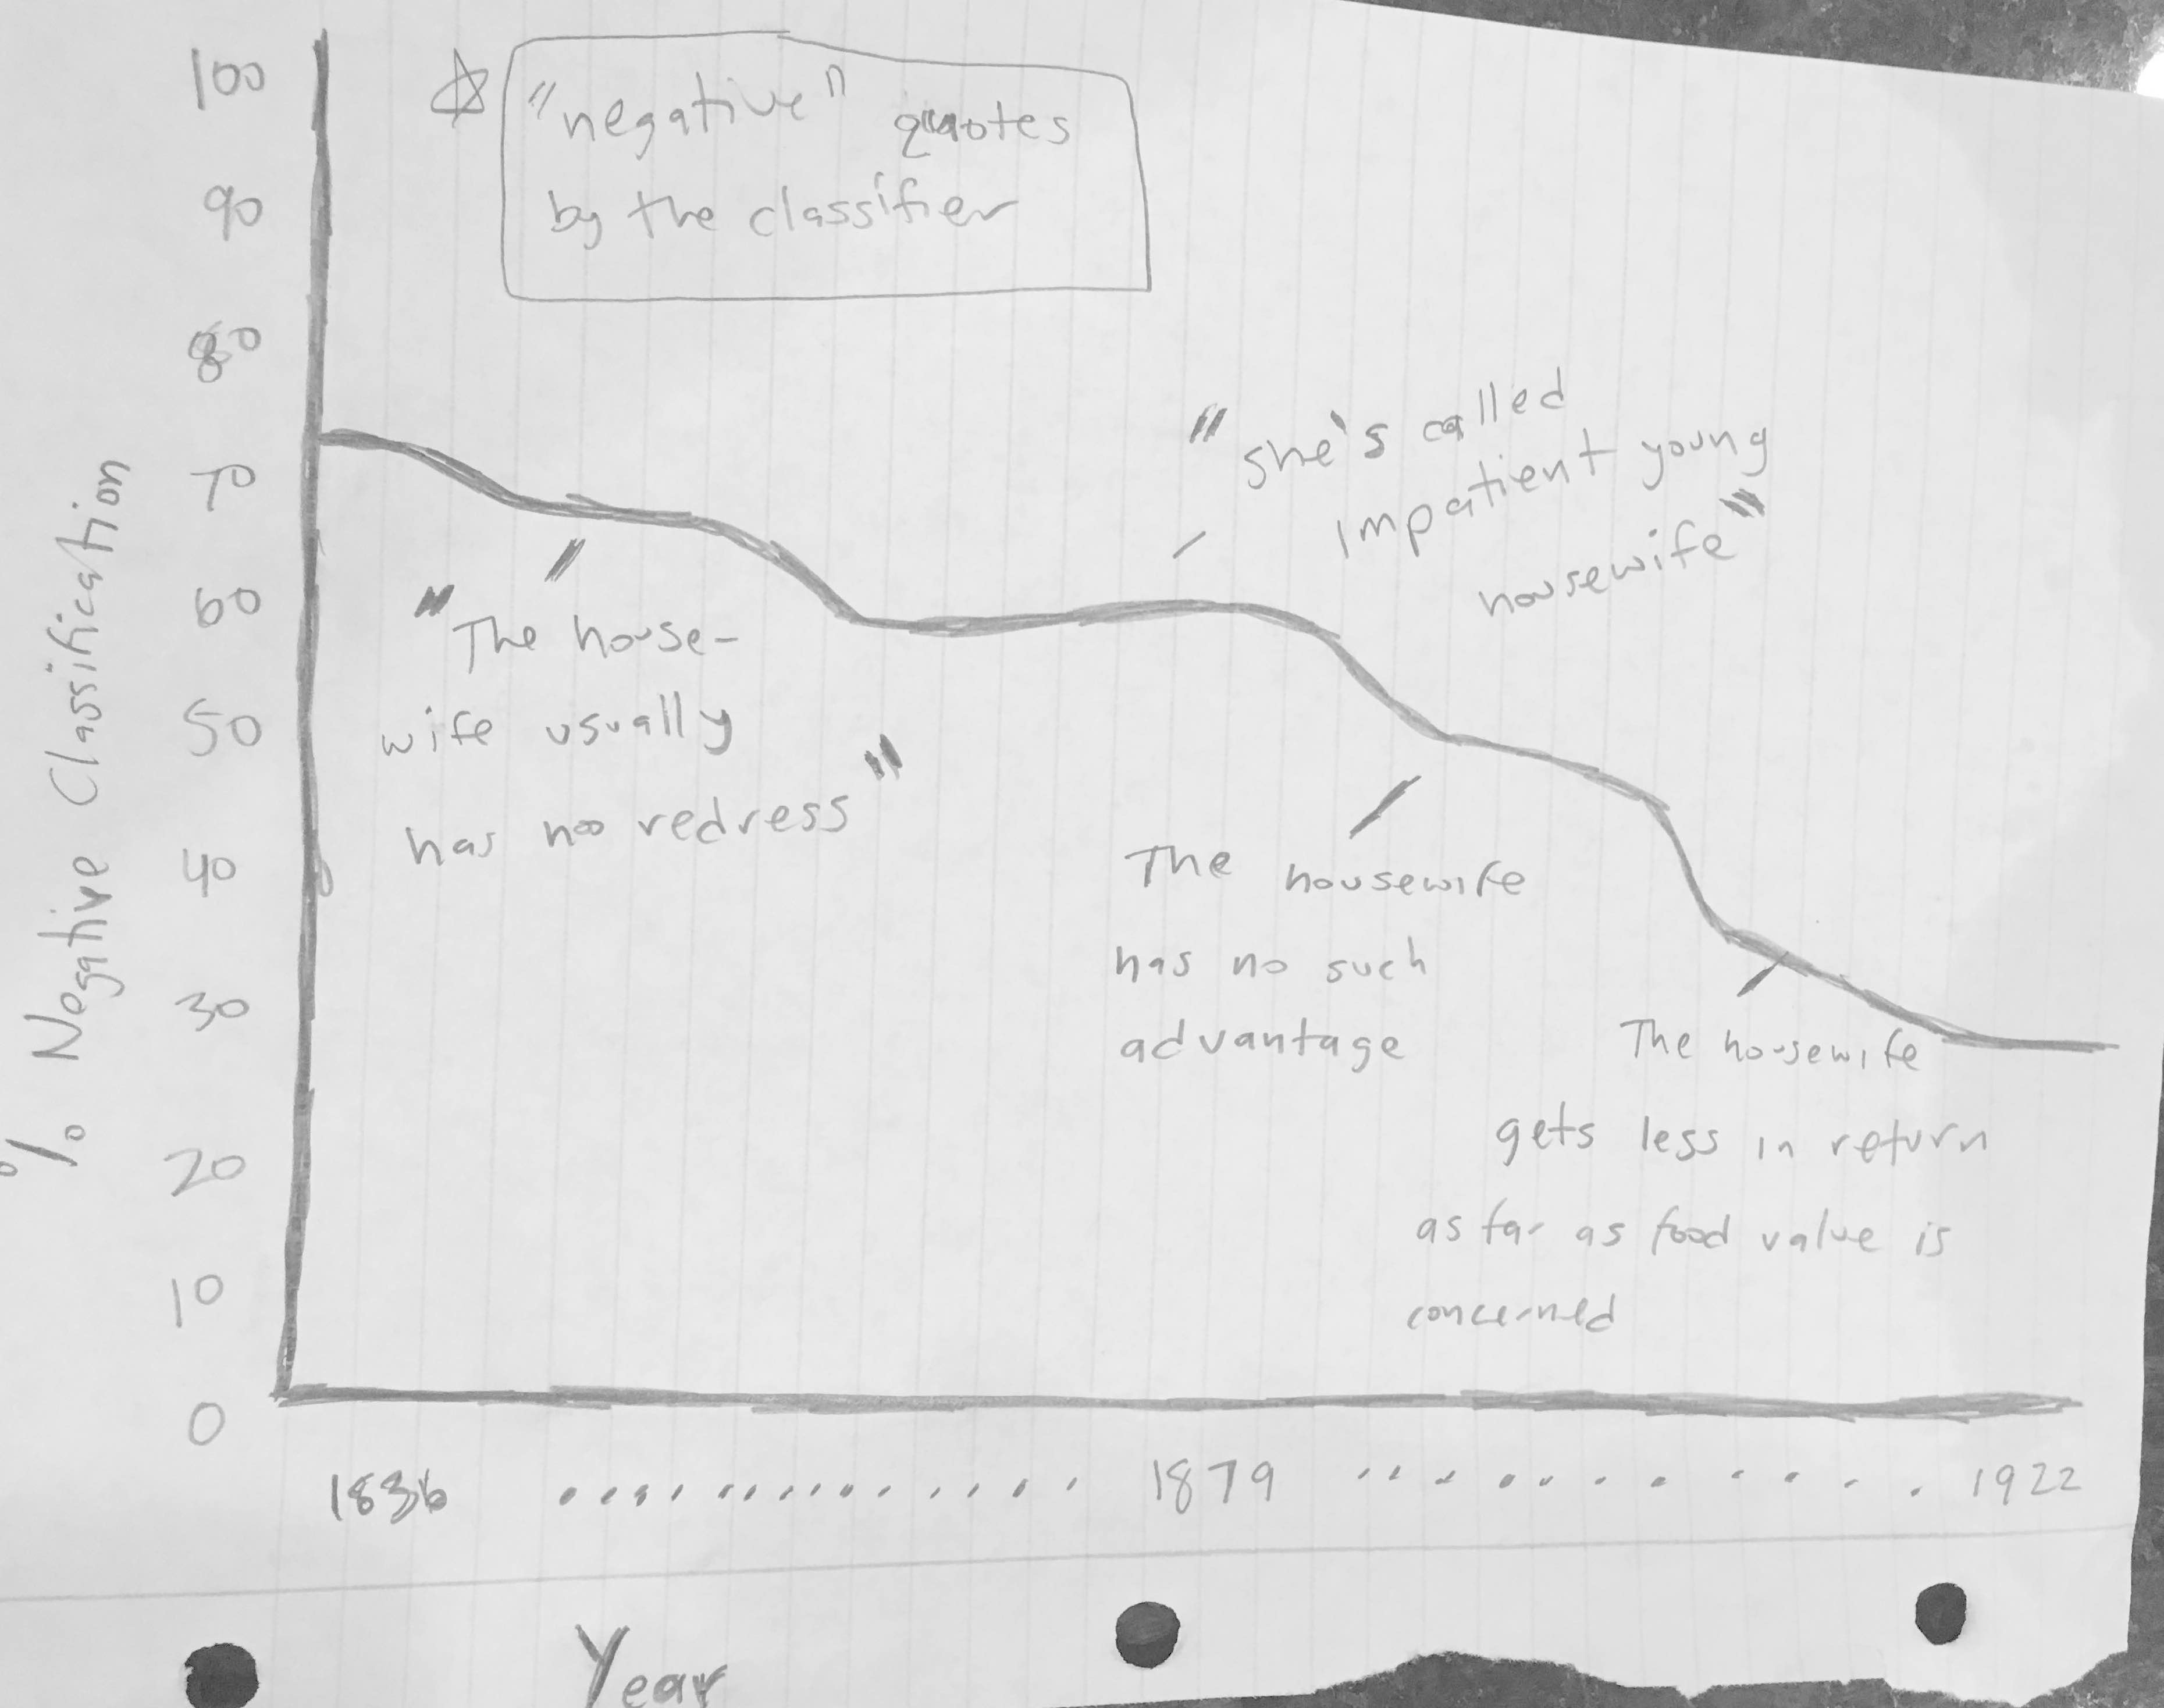 100
90
80
70
60
50
40
30
20
10
0
% Negative Classification
☆ "negative" quotes
by the classifier
"The house-
wife usually
has no redress"
"she's called
impatient young
housewife"
The housewife
has no such
advantage
The housewife
gets less in return
as far as food value is
concerned
1836 ................ 1879 ........... 1922
Year